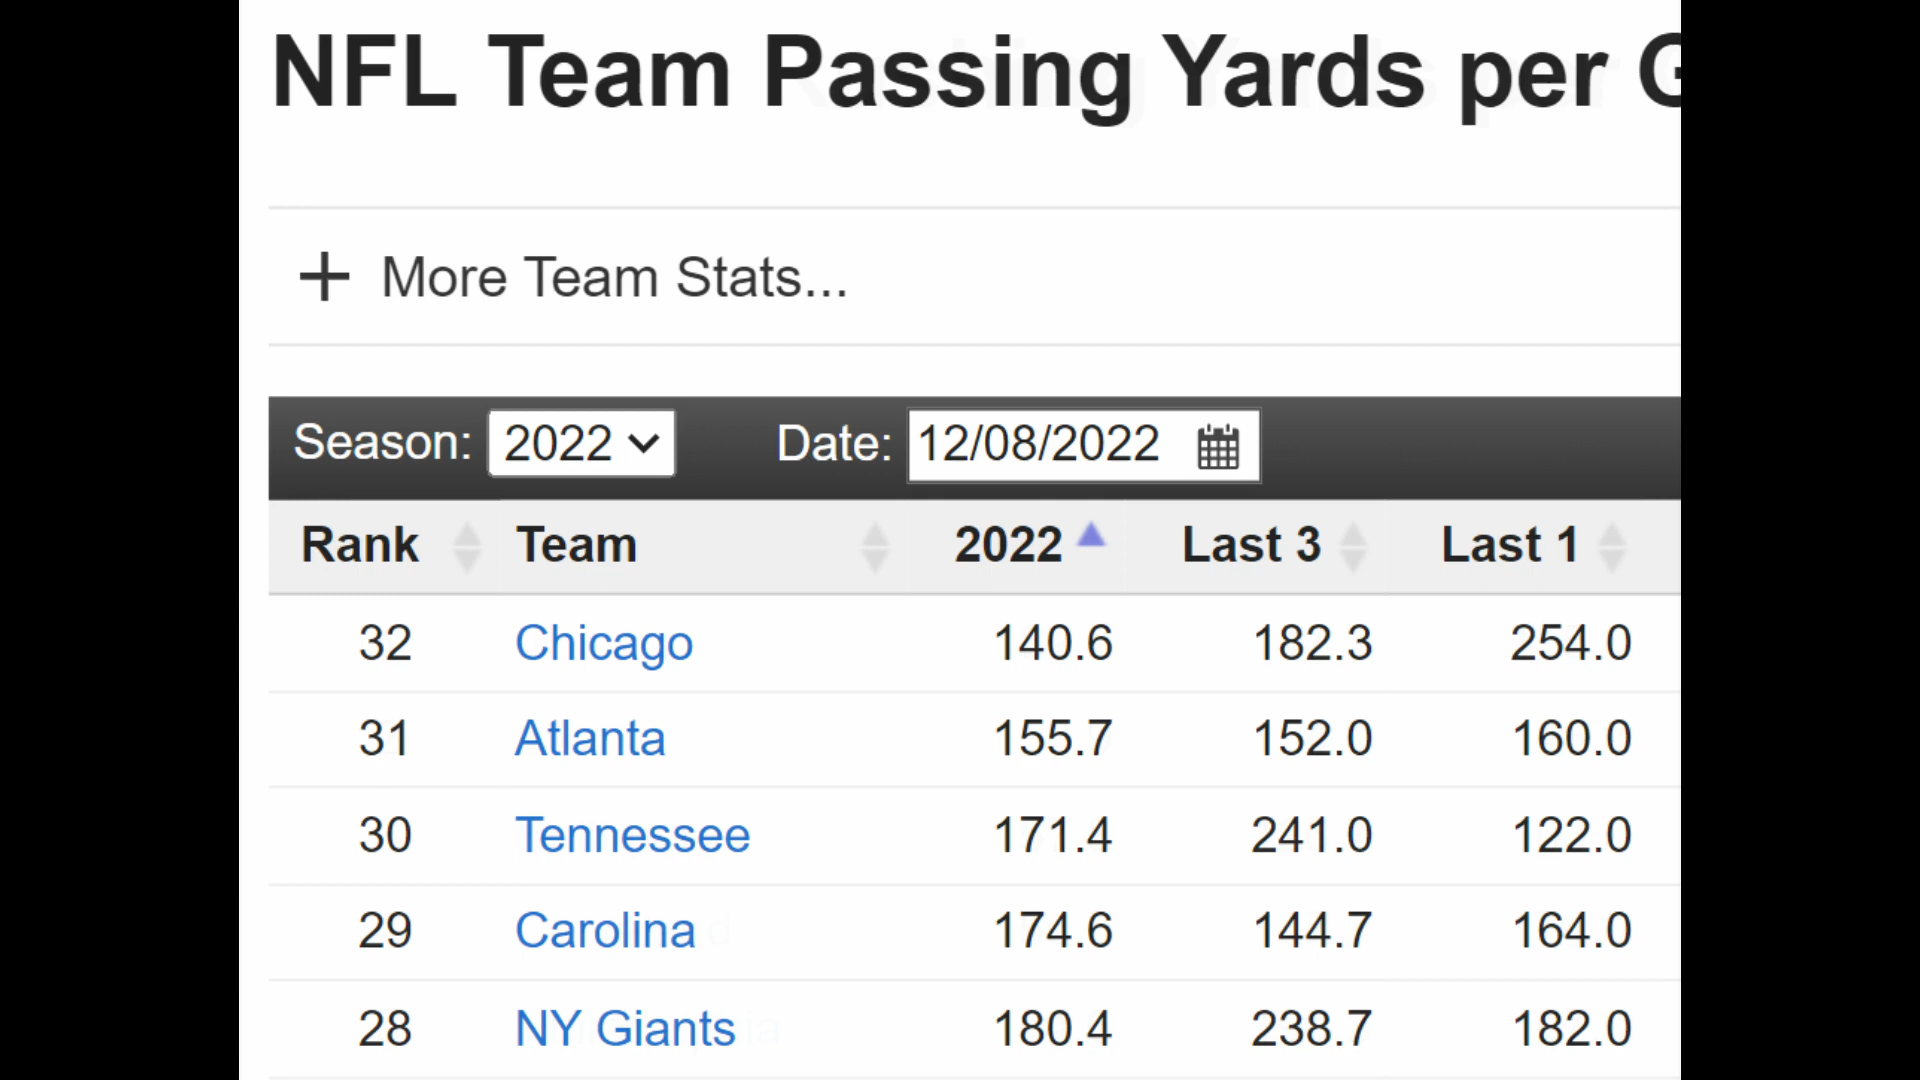 NFL Team Passing Yards per
More Team Stats...
Season: 2022 Date: 12/08/2022
Rank Team 2022 Last 3 Last 1
32 Chicago 140.6 182.3 254.0
31 Atlanta 155.7 152.0 160.0
30 Tennessee 171.4 241.0 122.0
29 Carolina 174.6 144.7 164.0
28 NY Giants 180.4 238.7 182.0